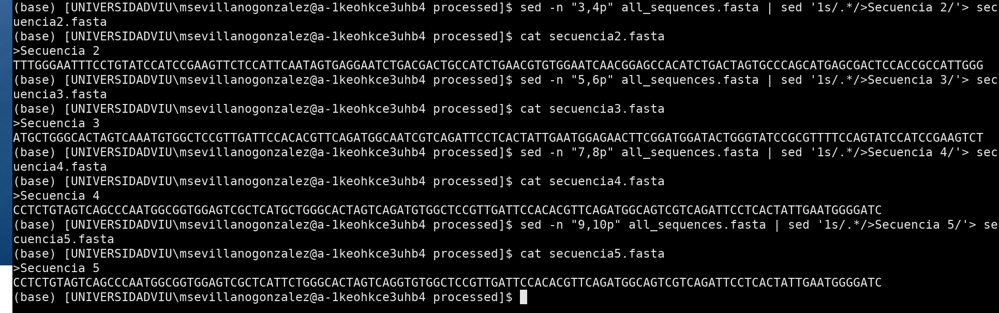 (base) [UNIVERSIDADVIU\msevillanogonzalez@a-1keohkce3uhb4 processed]$ sed -n "3,4p" all_sequences.fasta | sed '1s/.*/>Secuencia 2/'> sec
uencia2.fasta
(base) [UNIVERSIDADVIU\msevillanogonzalez@a-1keohkce3uhb4 processed]$ cat secuencia2.fasta
>Secuencia 2
TTTGGGAATTTCCTGTATCCATCCGAAGTTCTCCATTCAATAGTGAGGAATCTGACGACTGCCATCTGAACGTGTGGAATCAACGGAGCCACATCTGACTAGTGCCCAGCATGAGCGACTCCACCGCCATTGGG
(base) [UNIVERSIDADVIU\msevillanogonzalez@a-1keohkce3uhb4 processed]$ sed -n "5,6p" all_sequences.fasta | sed '1s/.*/>Secuencia 3/'> sec
uencia3.fasta
(base) [UNIVERSIDADVIU\msevillanogonzalez@a-1keohkce3uhb4 processed]$ cat secuencia3.fasta
>Secuencia 3
ATGCTGGGCACTAGTCAAATGTGGCTCCGTTGATTCCACACGTTCAGATGGCAATCGTCAGATTCCTCACTATTGAATGGAGAACTTCGGATGGATACTGGGTATCCGCGTTTTCCAGTATCCATCCGAAGTCT
(base) [UNIVERSIDADVIU\msevillanogonzalez@a-1keohkce3uhb4 processed]$ sed -n "7,8p" all_sequences.fasta | sed '1s/.*/>Secuencia 4/'> sec
uencia4.fasta
(base) [UNIVERSIDADVIU\msevillanogonzalez@a-1keohkce3uhb4 processed]$ cat secuencia4.fasta
>Secuencia 4
CCTCTGTAGTCAGCCCAATGGCGGTGGAGTCGCTCATGCTGGGCACTAGTCAGATGTGGCTCCGTTGATTCCACACGTTCAGATGGCAGTCGTCAGATTCCTCACTATTGAATGGGGATC
(base) [UNIVERSIDADVIU\msevillanogonzalez@a-1keohkce3uhb4 processed]$ sed -n "9,10p" all_sequences.fasta | sed '1s/.*/>Secuencia 5/'> se
cuencia5.fasta
(base) [UNIVERSIDADVIU\msevillanogonzalez@a-1keohkce3uhb4 processed]$ cat secuencia5.fasta
>Secuencia 5
CCTCTGTAGTCAGCCCAATGGCGGTGGAGTCGCTCATTCTGGGCACTAGTCAGGTGTGGCTCCGTTGATTCCACACGTTCAGATGGCAGTCGTCAGATTCCTCACTATTGAATGGGGATC
(base) [UNIVERSIDADVIU\msevillanogonzalez@a-1keohkce3uhb4 processed]$